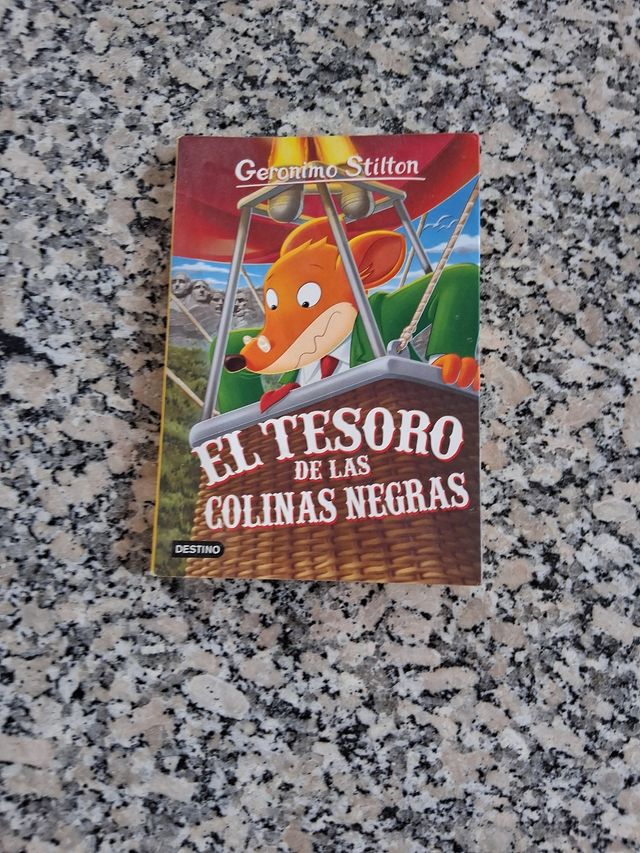 Geronimo Stilton
EL TESORO
DE LAS
COLINAS NEGRAS
DESTINO